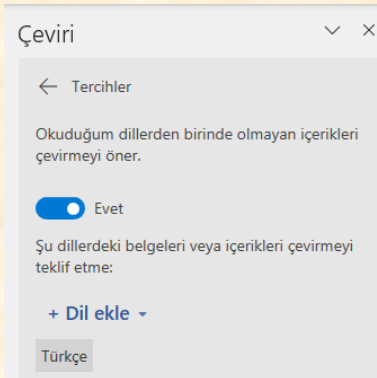 Çeviri
Tercihler
Okuduğum dillerden birinde olmayan içerikleri
çevirmeyi öner.
Evet
Şu dillerdeki belgeleri veya içerikleri çevirmeyi
teklif etme:
+ Dil ekle
Türkçe